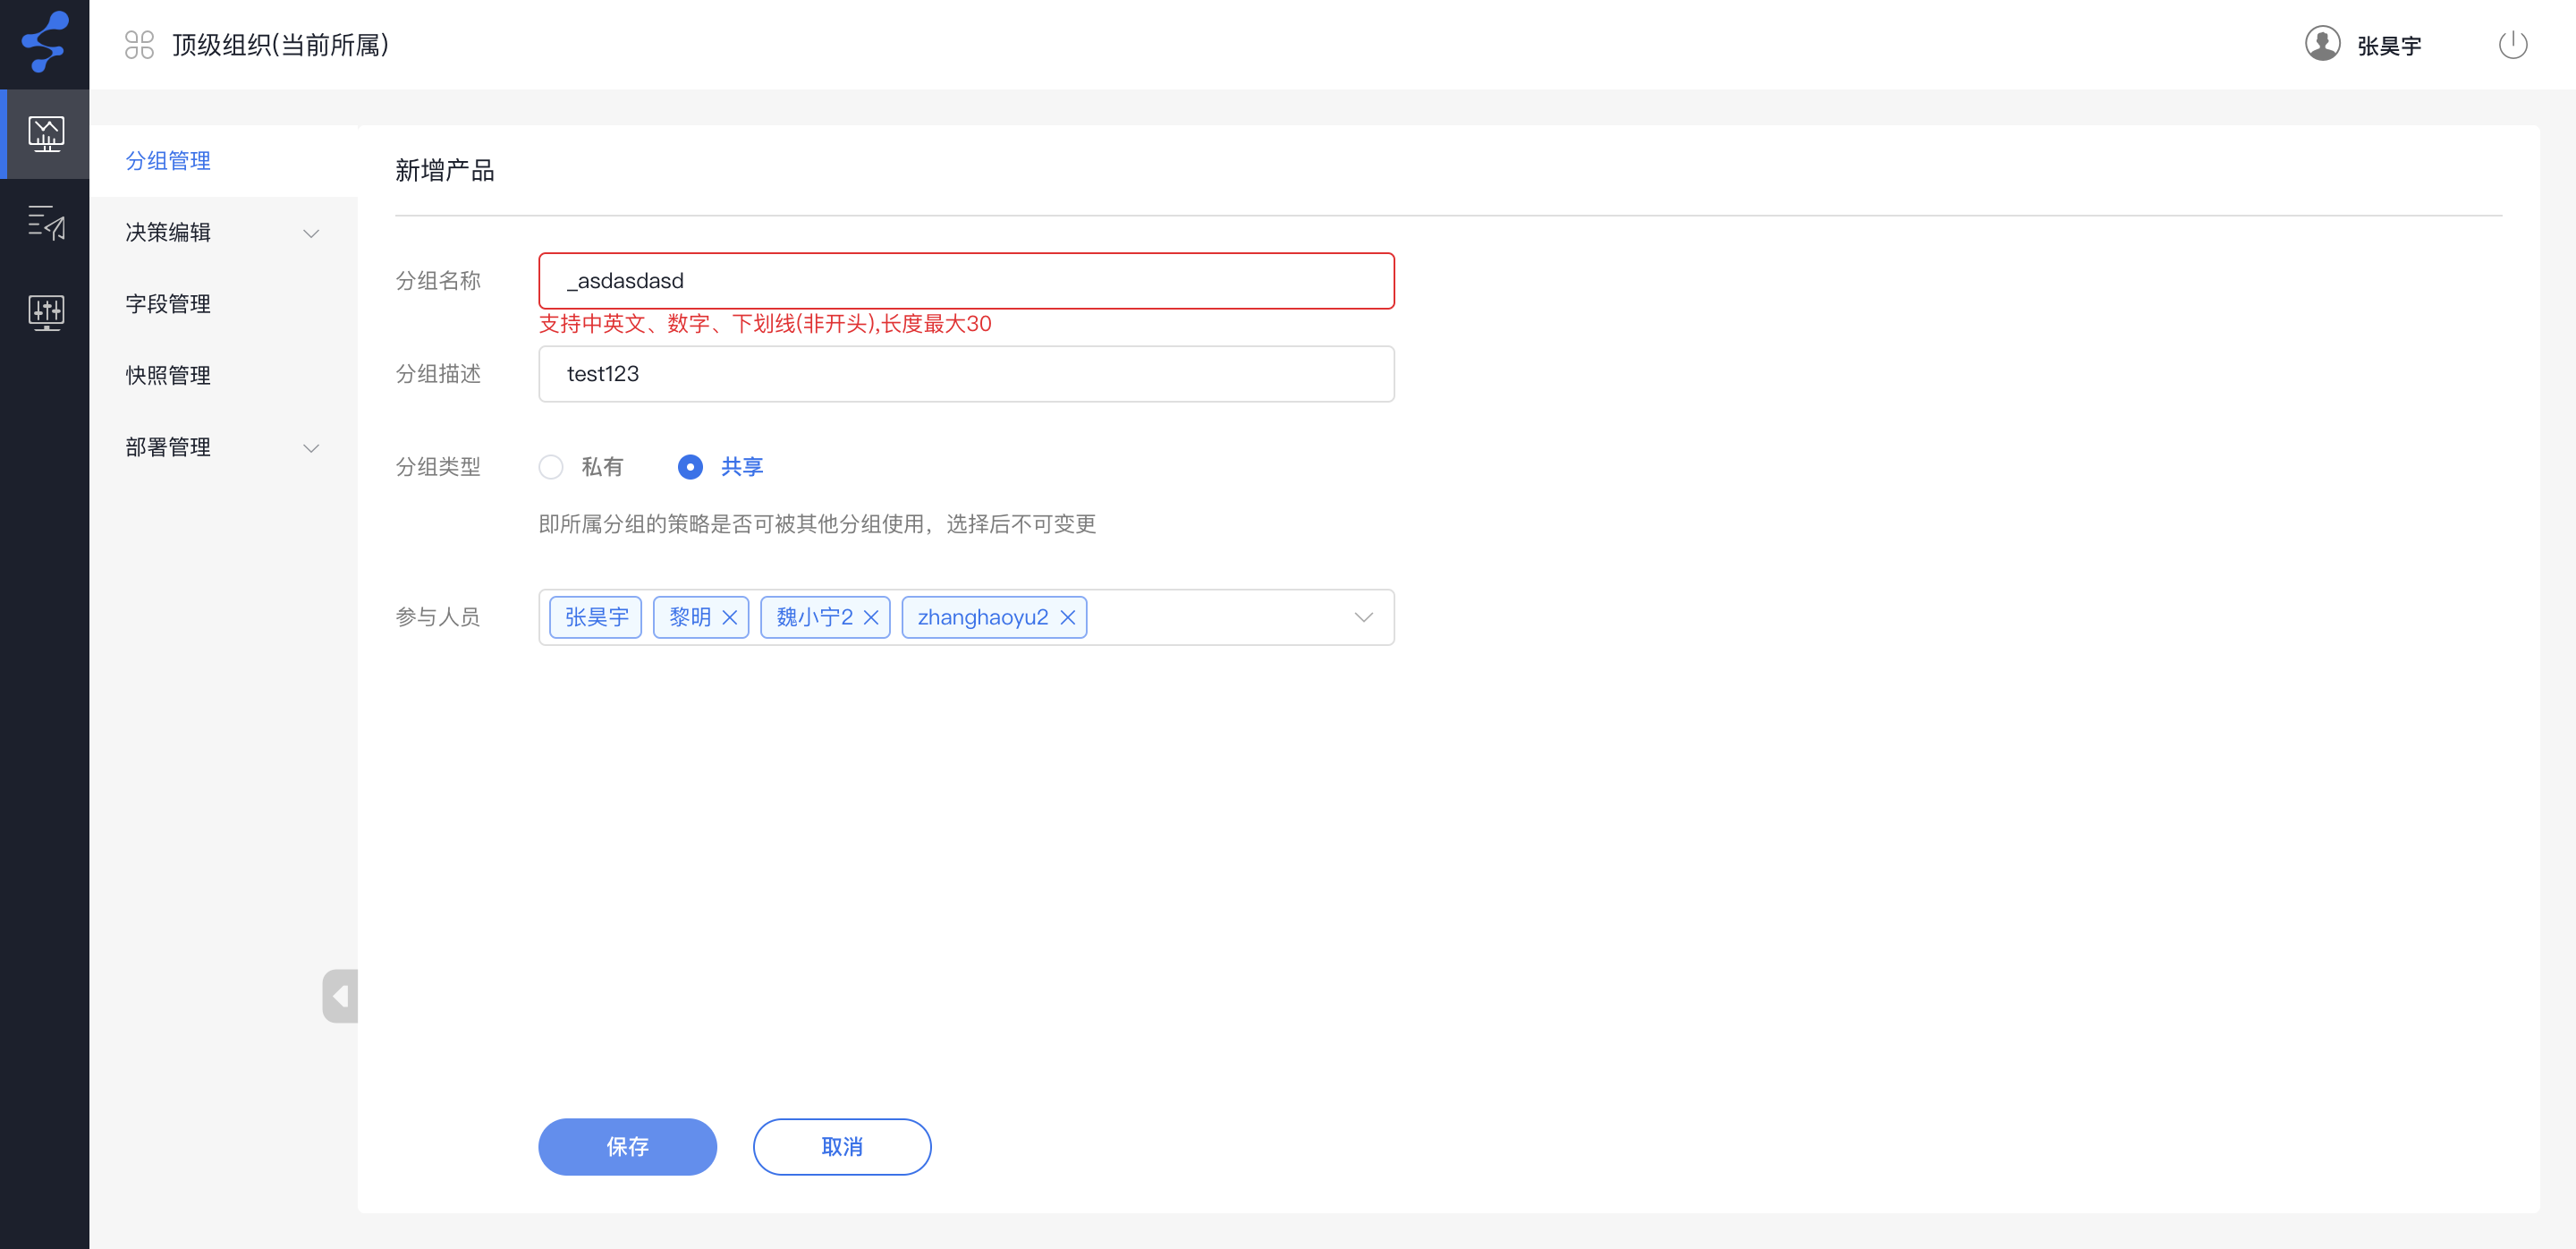 顶级组织(当前所属)
张昊宇
分组管理
决策编辑
字段管理
快照管理
部署管理
新增产品
分组名称
_asdasdasd
支持中英文、数字、下划线(非开头),长度最大30
分组描述
test123
分组类型
私有
共享
即所属分组的策略是否可被其他分组使用，选择后不可变更
参与人员
张昊宇
黎明
魏小宁2
zhanghaoyu2
保存
取消